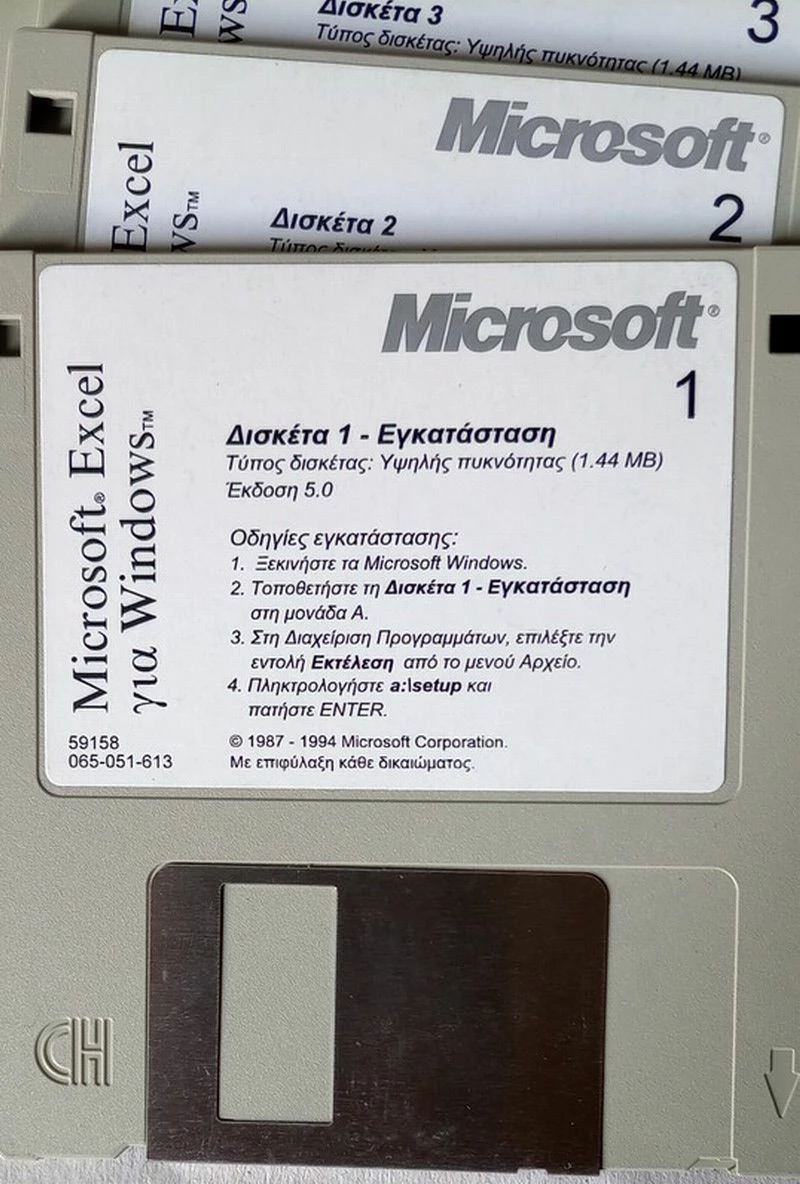 Δισκέτα 3
3
Τύπος δισκέτας: Υψηλής πυκνότητας (1.44 MB)
Microsoft®
Excel
TM
Δισκέτα 2
2
Microsoft®
1
Microsoft® Excel
για Windows™
Δισκέτα 1 - Εγκατάσταση
Τύπος δισκέτας: Υψηλής πυκνότητας (1.44 MB)
Έκδοση 5.0
Οδηγίες εγκατάστασης:
1. Ξεκινήστε τα Microsoft Windows.
2. Τοποθετήστε τη Δισκέτα 1 - Εγκατάσταση
στη μονάδα Α.
3. Στη Διαχείριση Προγραμμάτων, επιλέξτε την
εντολή Εκτέλεση από το μενού Αρχείο.
4. Πληκτρολογήστε a:\setup και
πατήστε ENTER.
59158
065-051-613
© 1987 - 1994 Microsoft Corporation.
Με επιφύλαξη κάθε δικαιώματος.
CH